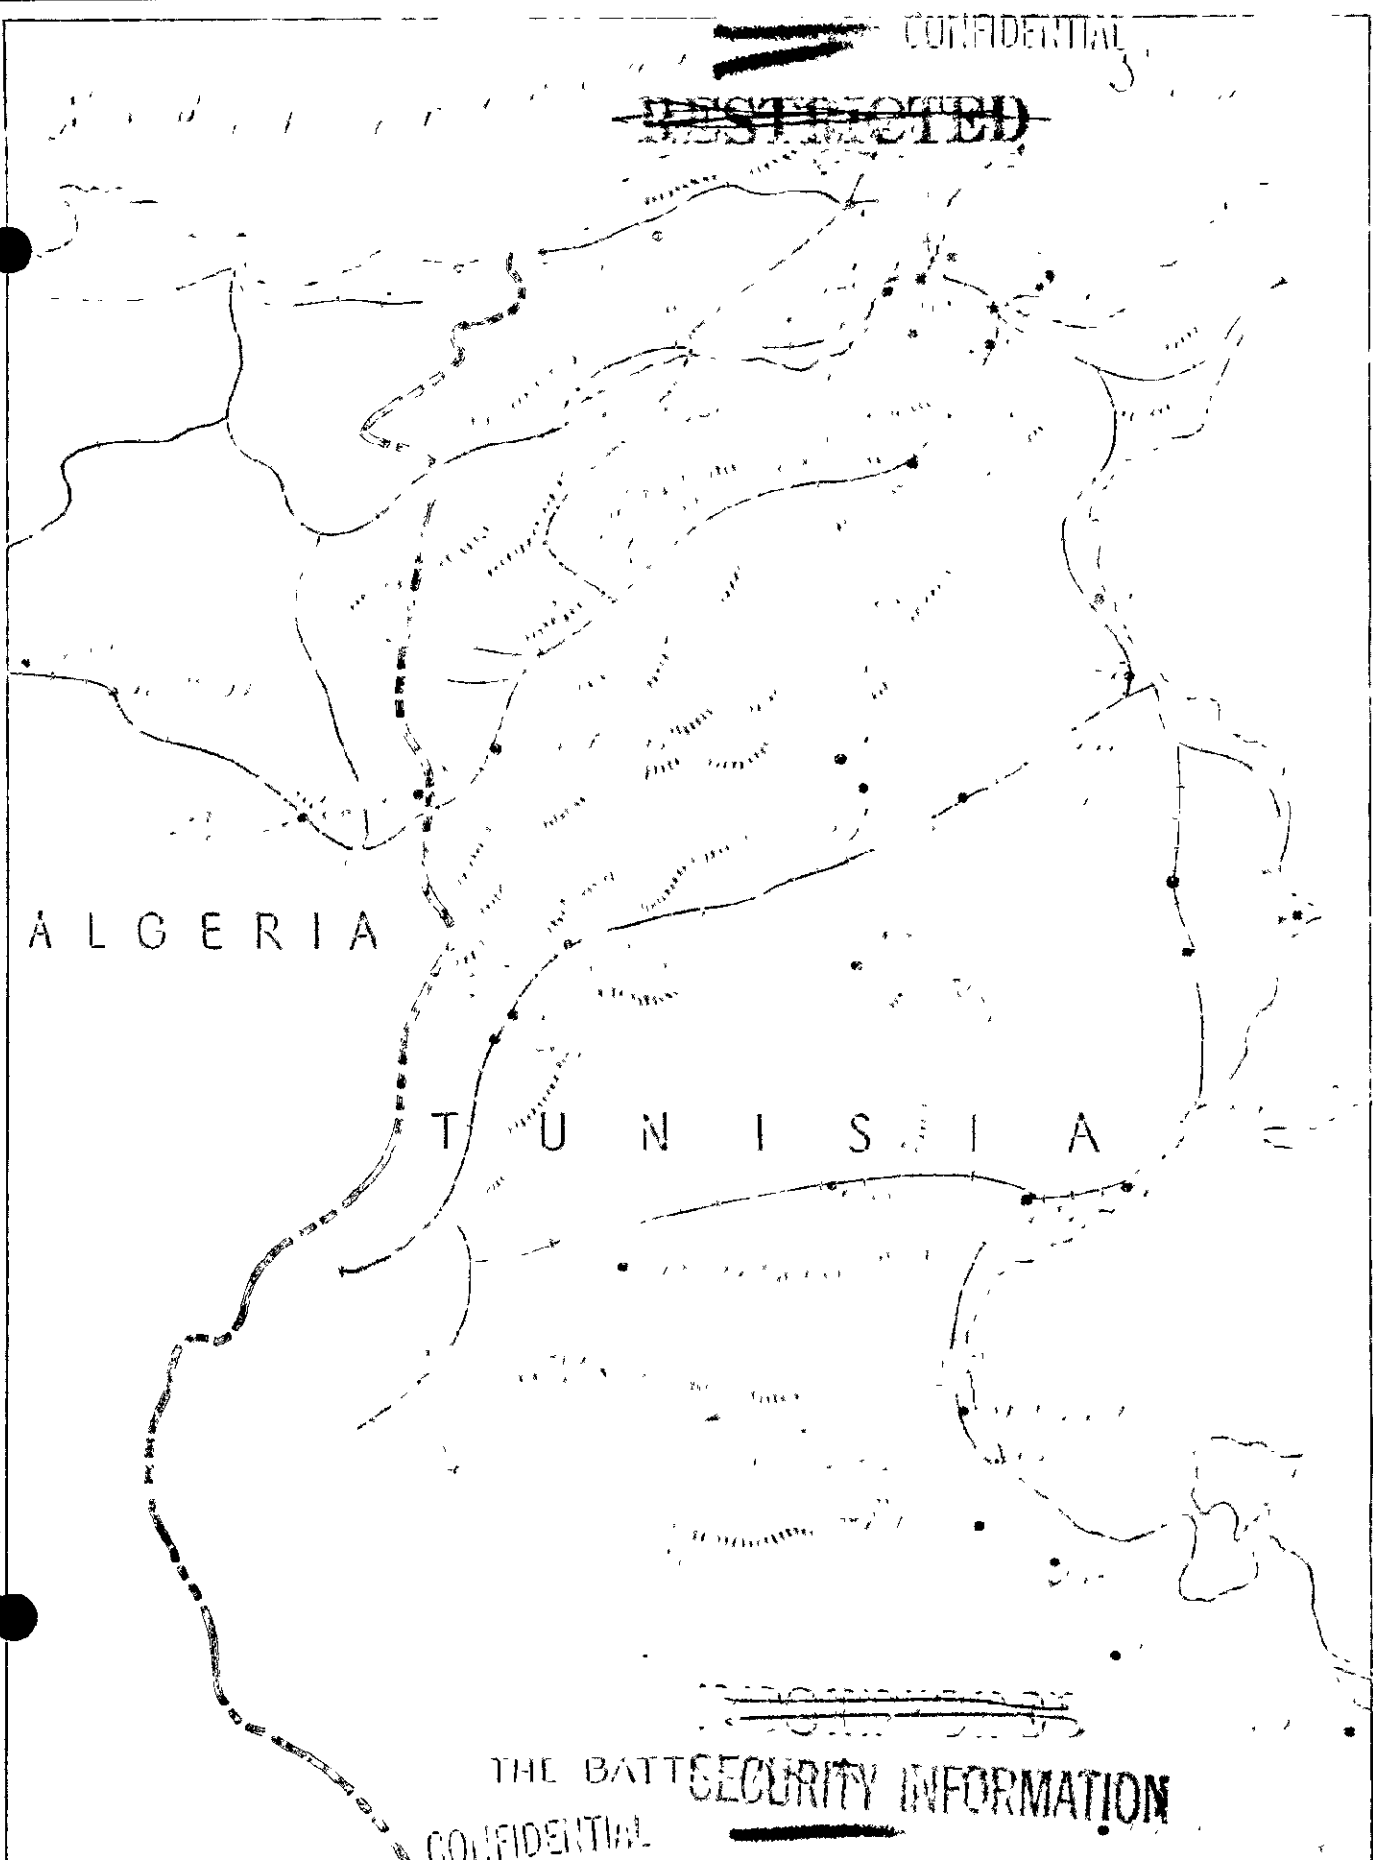 CONFIDENTIAL
RESTRICTED
ALGERIA
TUNISIA
THE BATT
SECURITY INFORMATION
CONFIDENTIAL